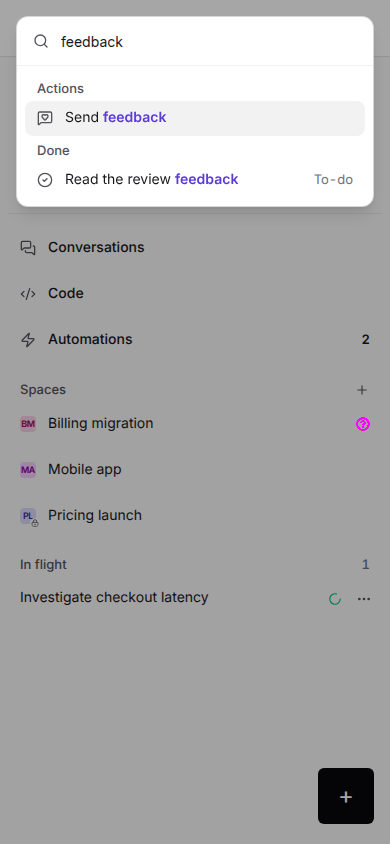 feedback
Actions
Send feedback
Done
Read the review feedback To-do
Conversations
Code
Automations 2
Spaces +
BM Billing migration
MA Mobile app
PL Pricing launch
In flight 1
Investigate checkout latency
+